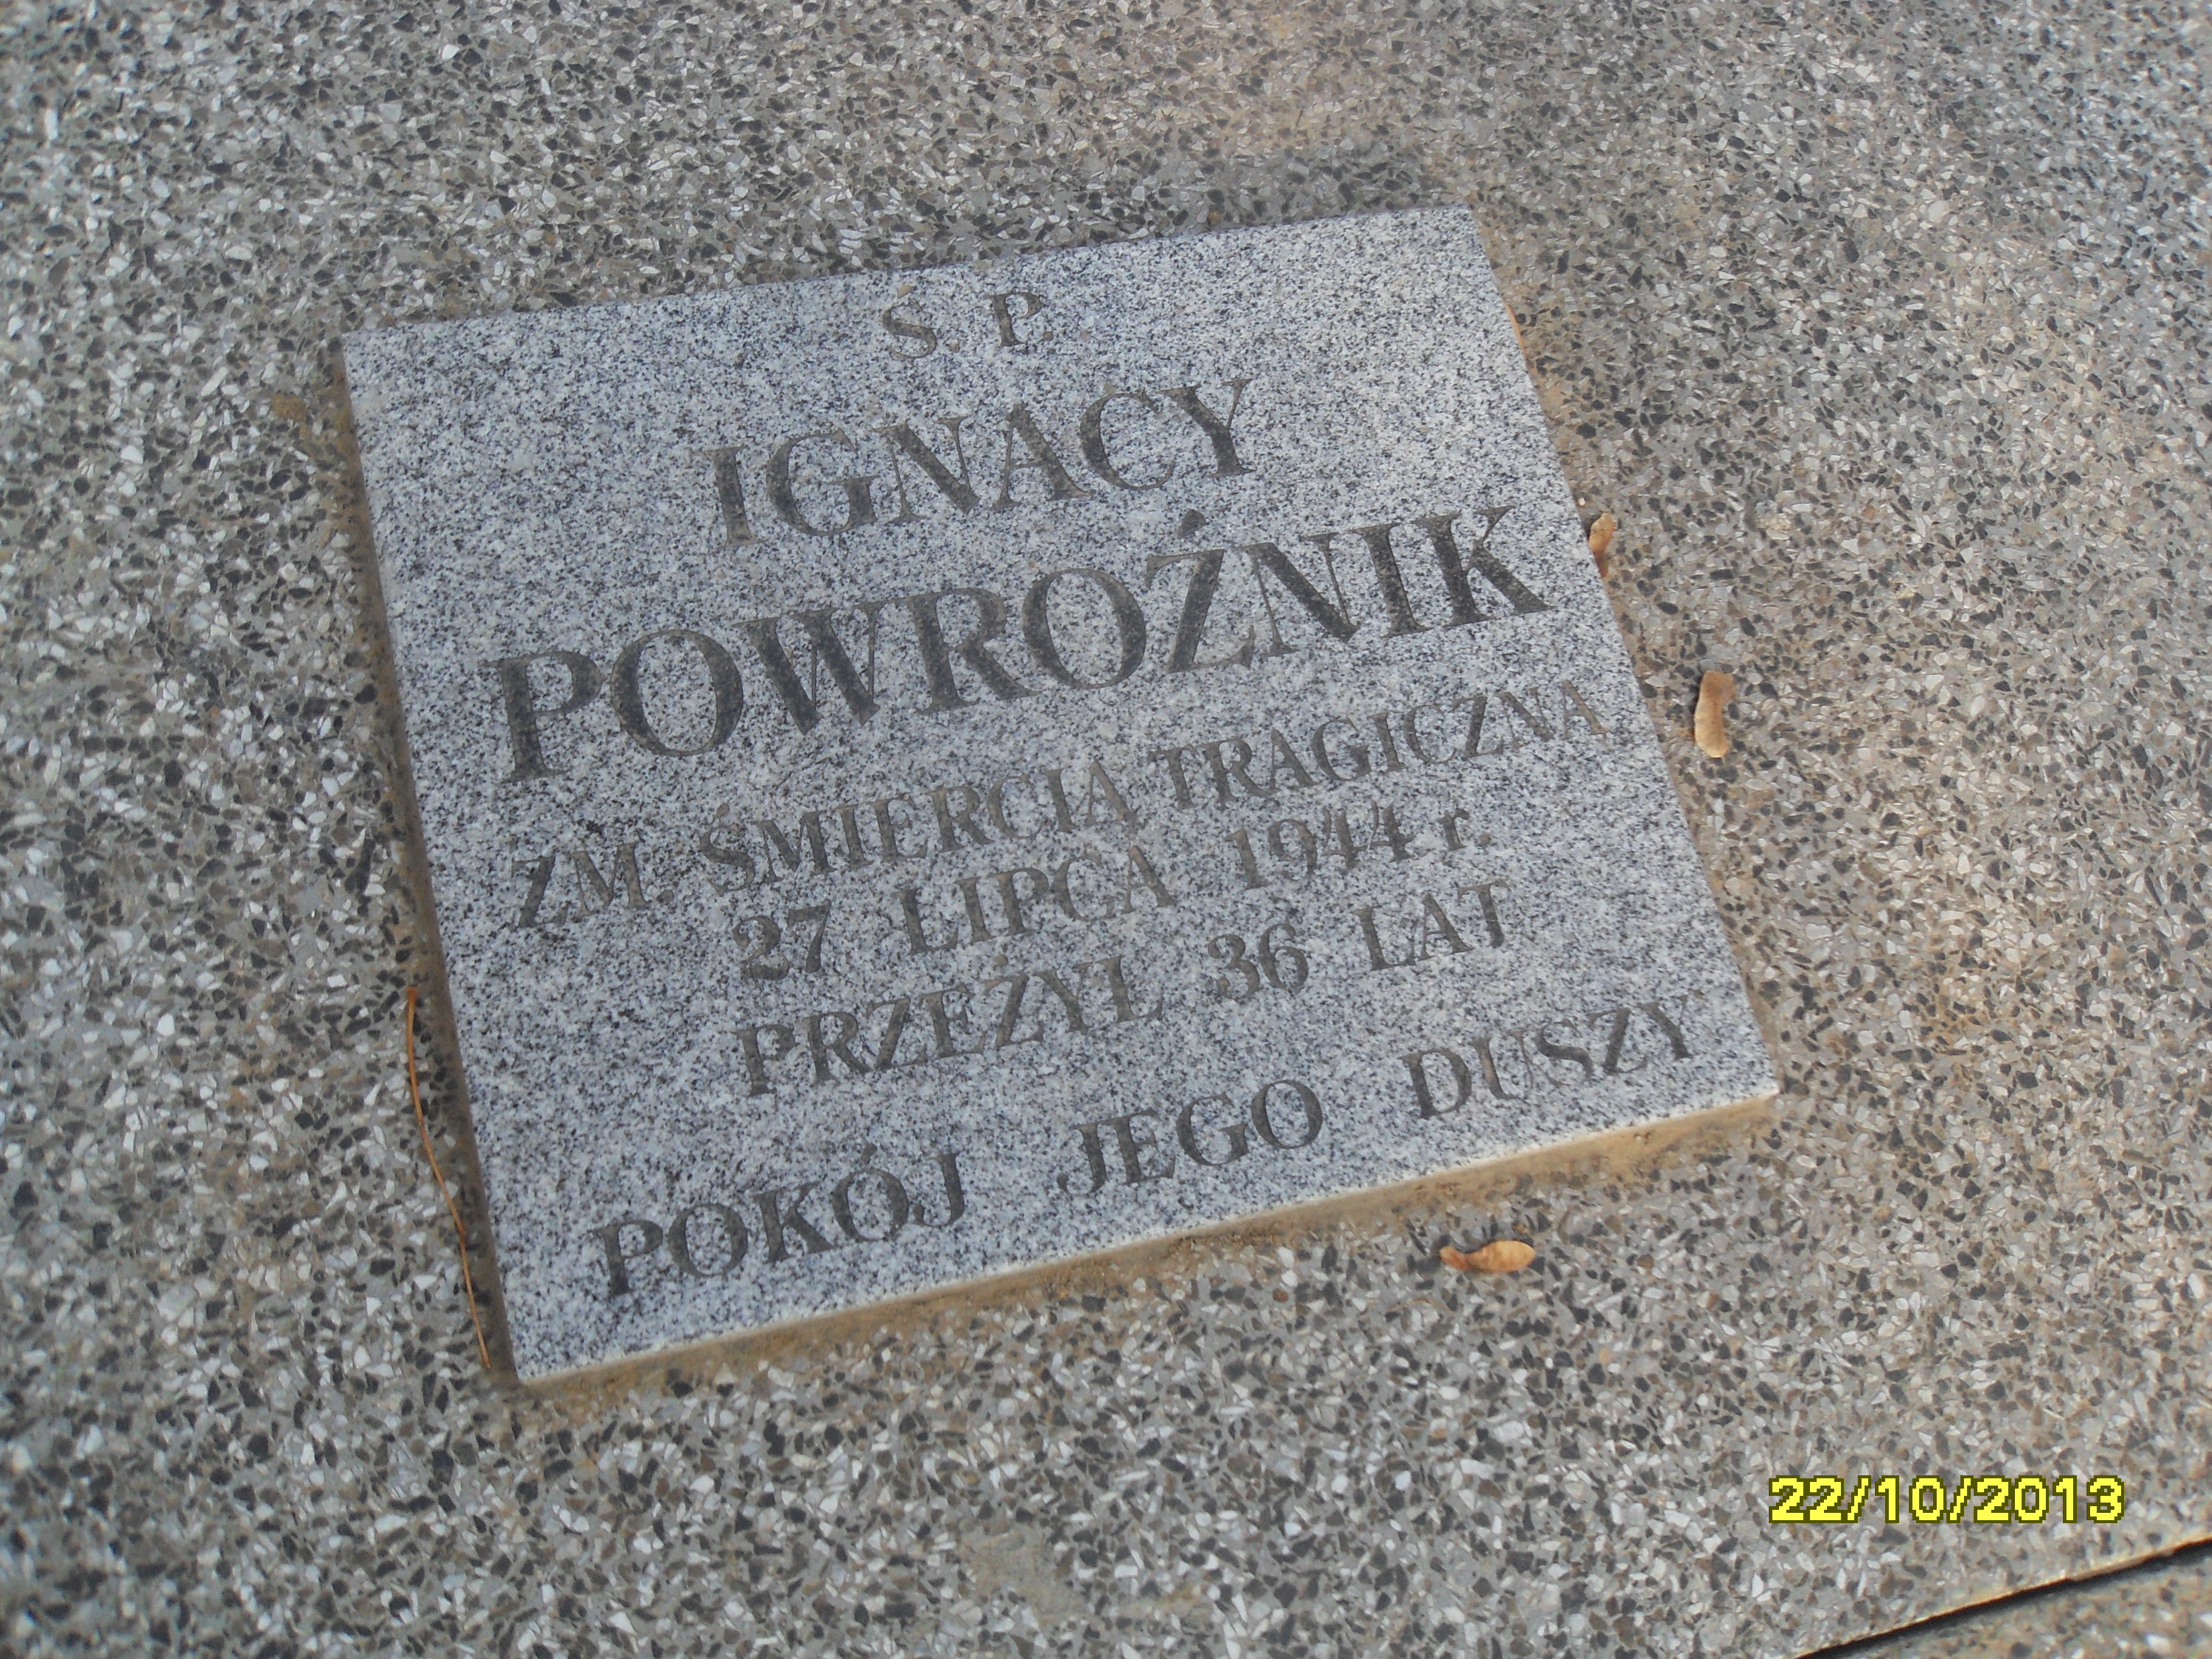 Ś P.
IGNACY
POWROŹNIK
ZM. ŚMIERCIĄ TRAGICZNĄ
27 LIPCA 1944 r.
PRZEŻYŁ 36 LAT
POKÓJ JEGO DUSZY
22/10/2013